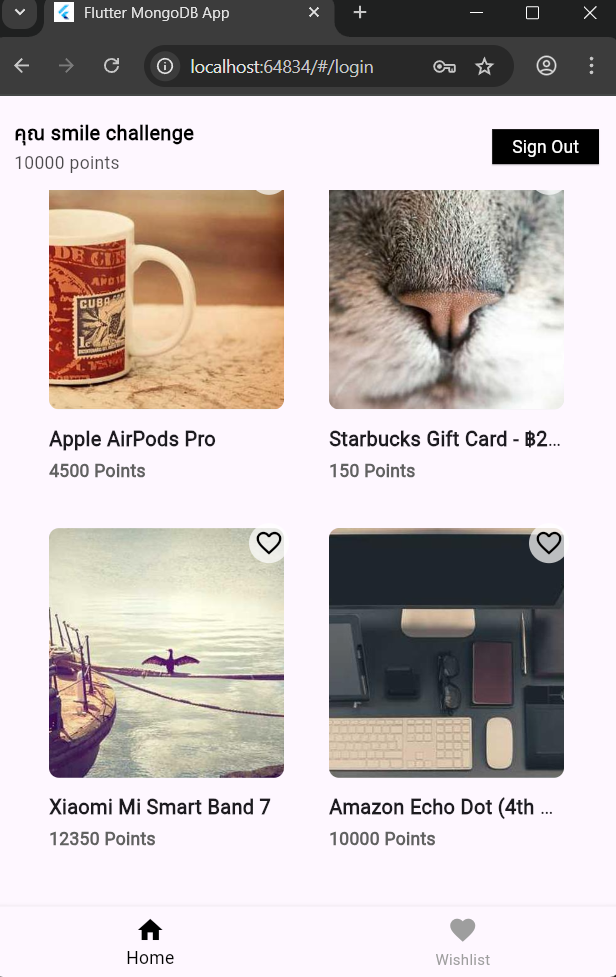 Flutter MongoDB App
localhost:64834/#/login
คุณ smile challenge
10000 points
Sign Out
Apple AirPods Pro
4500 Points
Starbucks Gift Card - ฿2...
150 Points
Xiaomi Mi Smart Band 7
12350 Points
Amazon Echo Dot (4th ...
10000 Points
Home
Wishlist